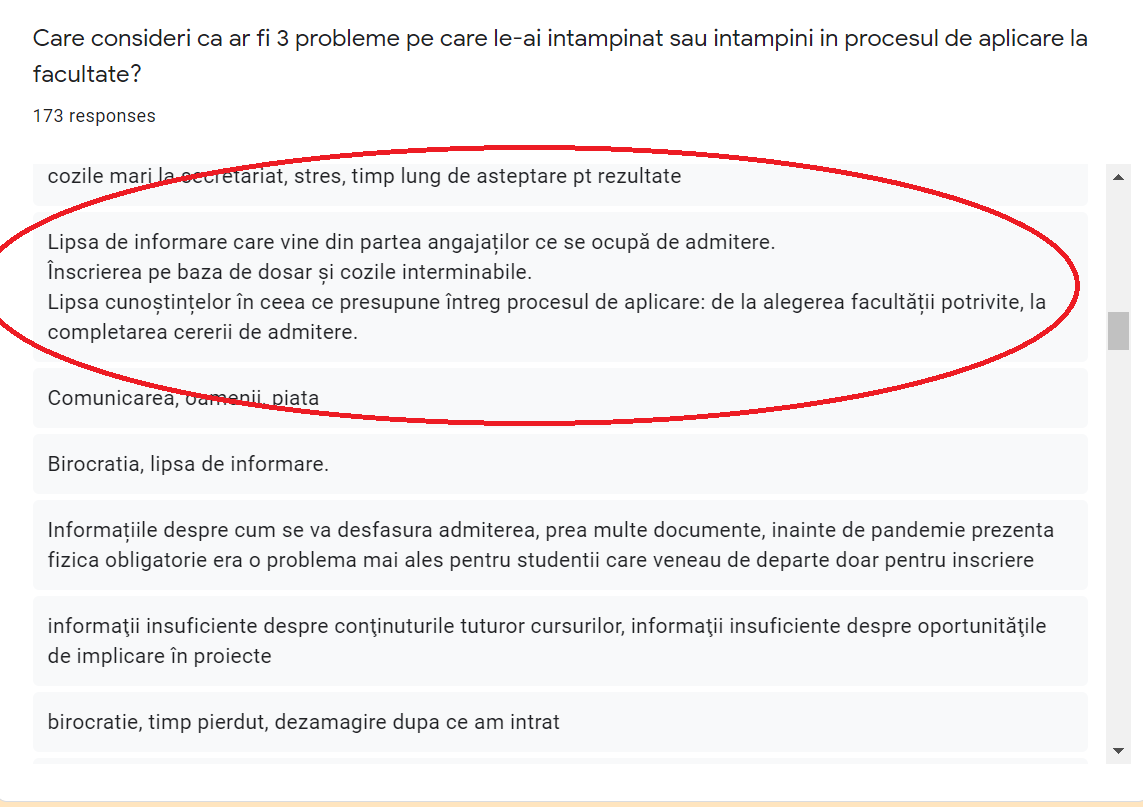 Care consideri ca ar fi 3 probleme pe care le-ai intampinat sau intampini in procesul de aplicare la
facultate?
173 responses
cozile mari la secretariat, stres, timp lung de asteptare pt rezultate
Lipsa de informare care vine din partea angajaților ce se ocupă de admitere.
Înscrierea pe baza de dosar și cozile interminabile.
Lipsa cunoștințelor în ceea ce presupune întreg procesul de aplicare: de la alegerea facultății potrivite, la
completarea cererii de admitere.
Comunicarea, oamenii, piata
Birocratia, lipsa de informare.
Informațiile despre cum se va desfasura admiterea, prea multe documente, inainte de pandemie prezenta
fizica obligatorie era o problema mai ales pentru studentii care veneau de departe doar pentru inscriere
informaţii insuficiente despre conţinuturile tuturor cursurilor, informaţii insuficiente despre oportunităţile
de implicare în proiecte
birocratie, timp pierdut, dezamagire dupa ce am intrat